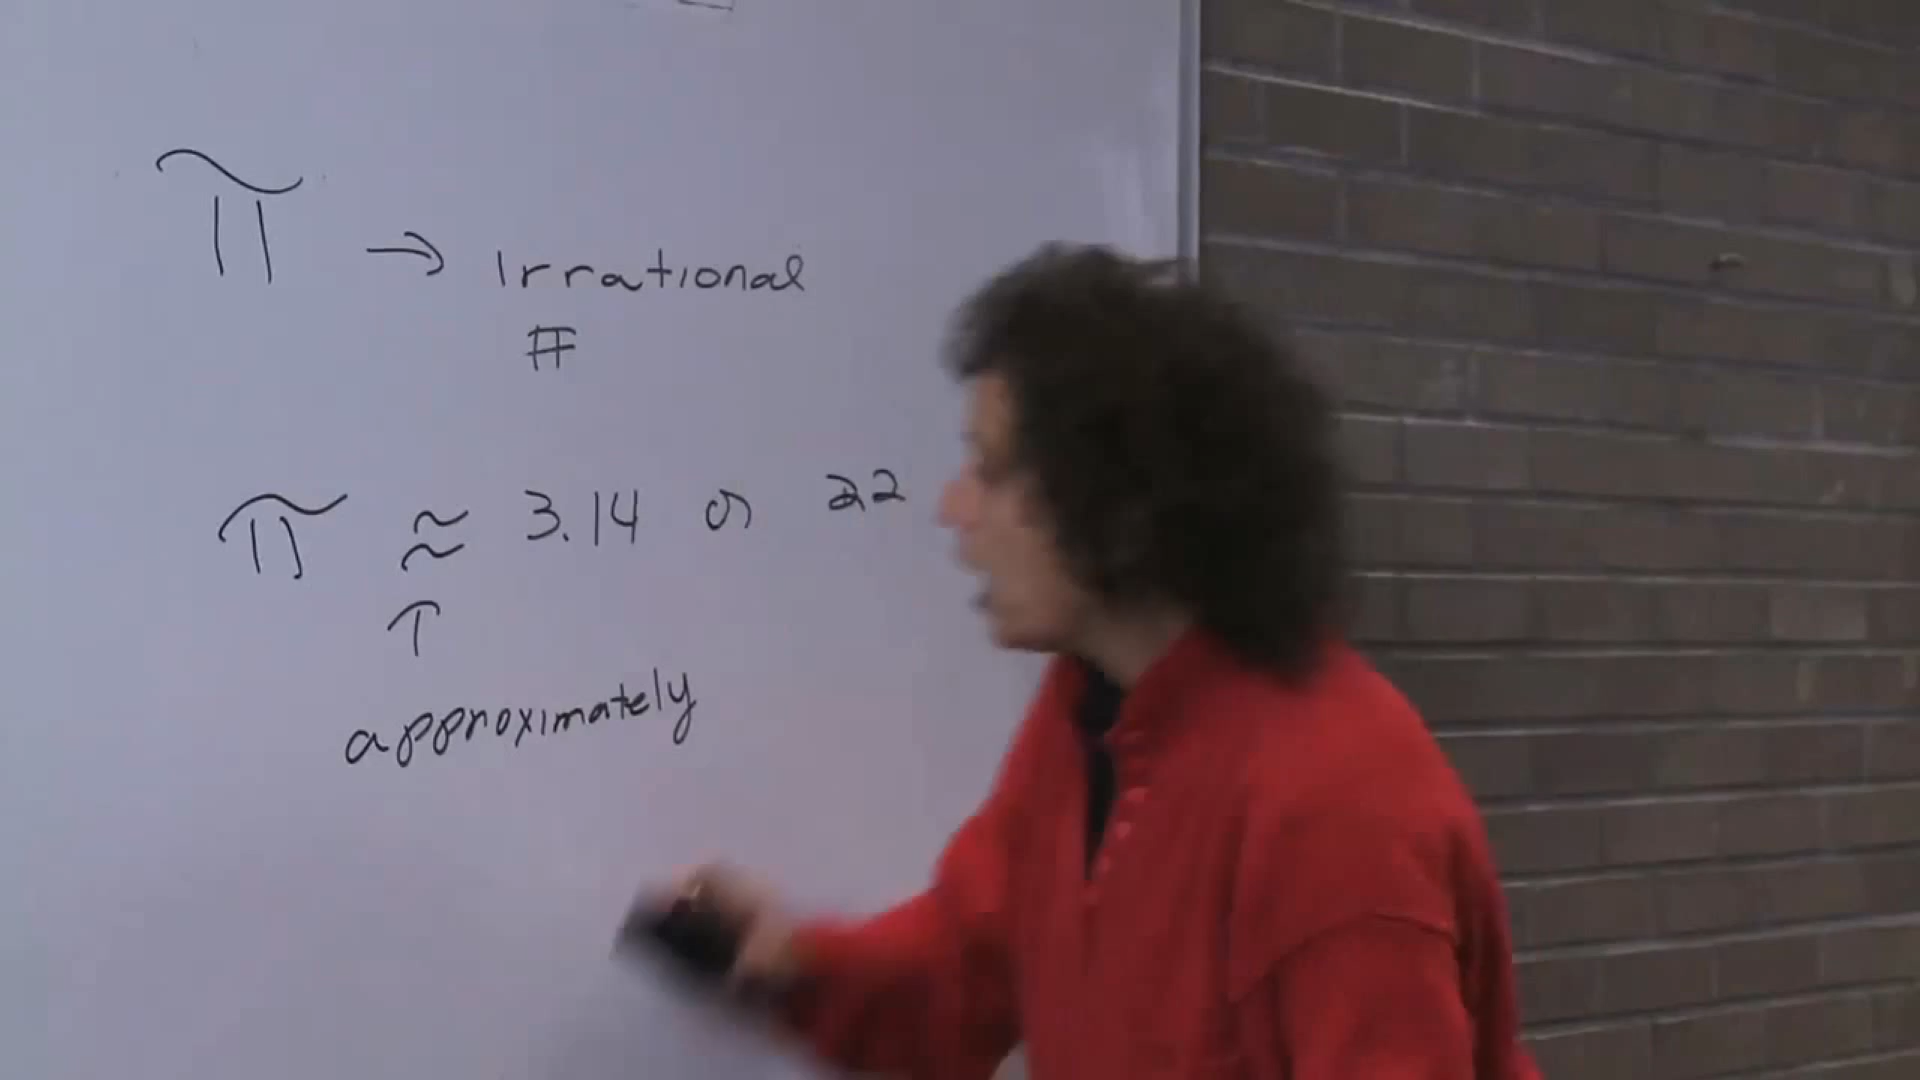 π → Irrational
#
π ≈ 3.14 or 22
↑
approximately